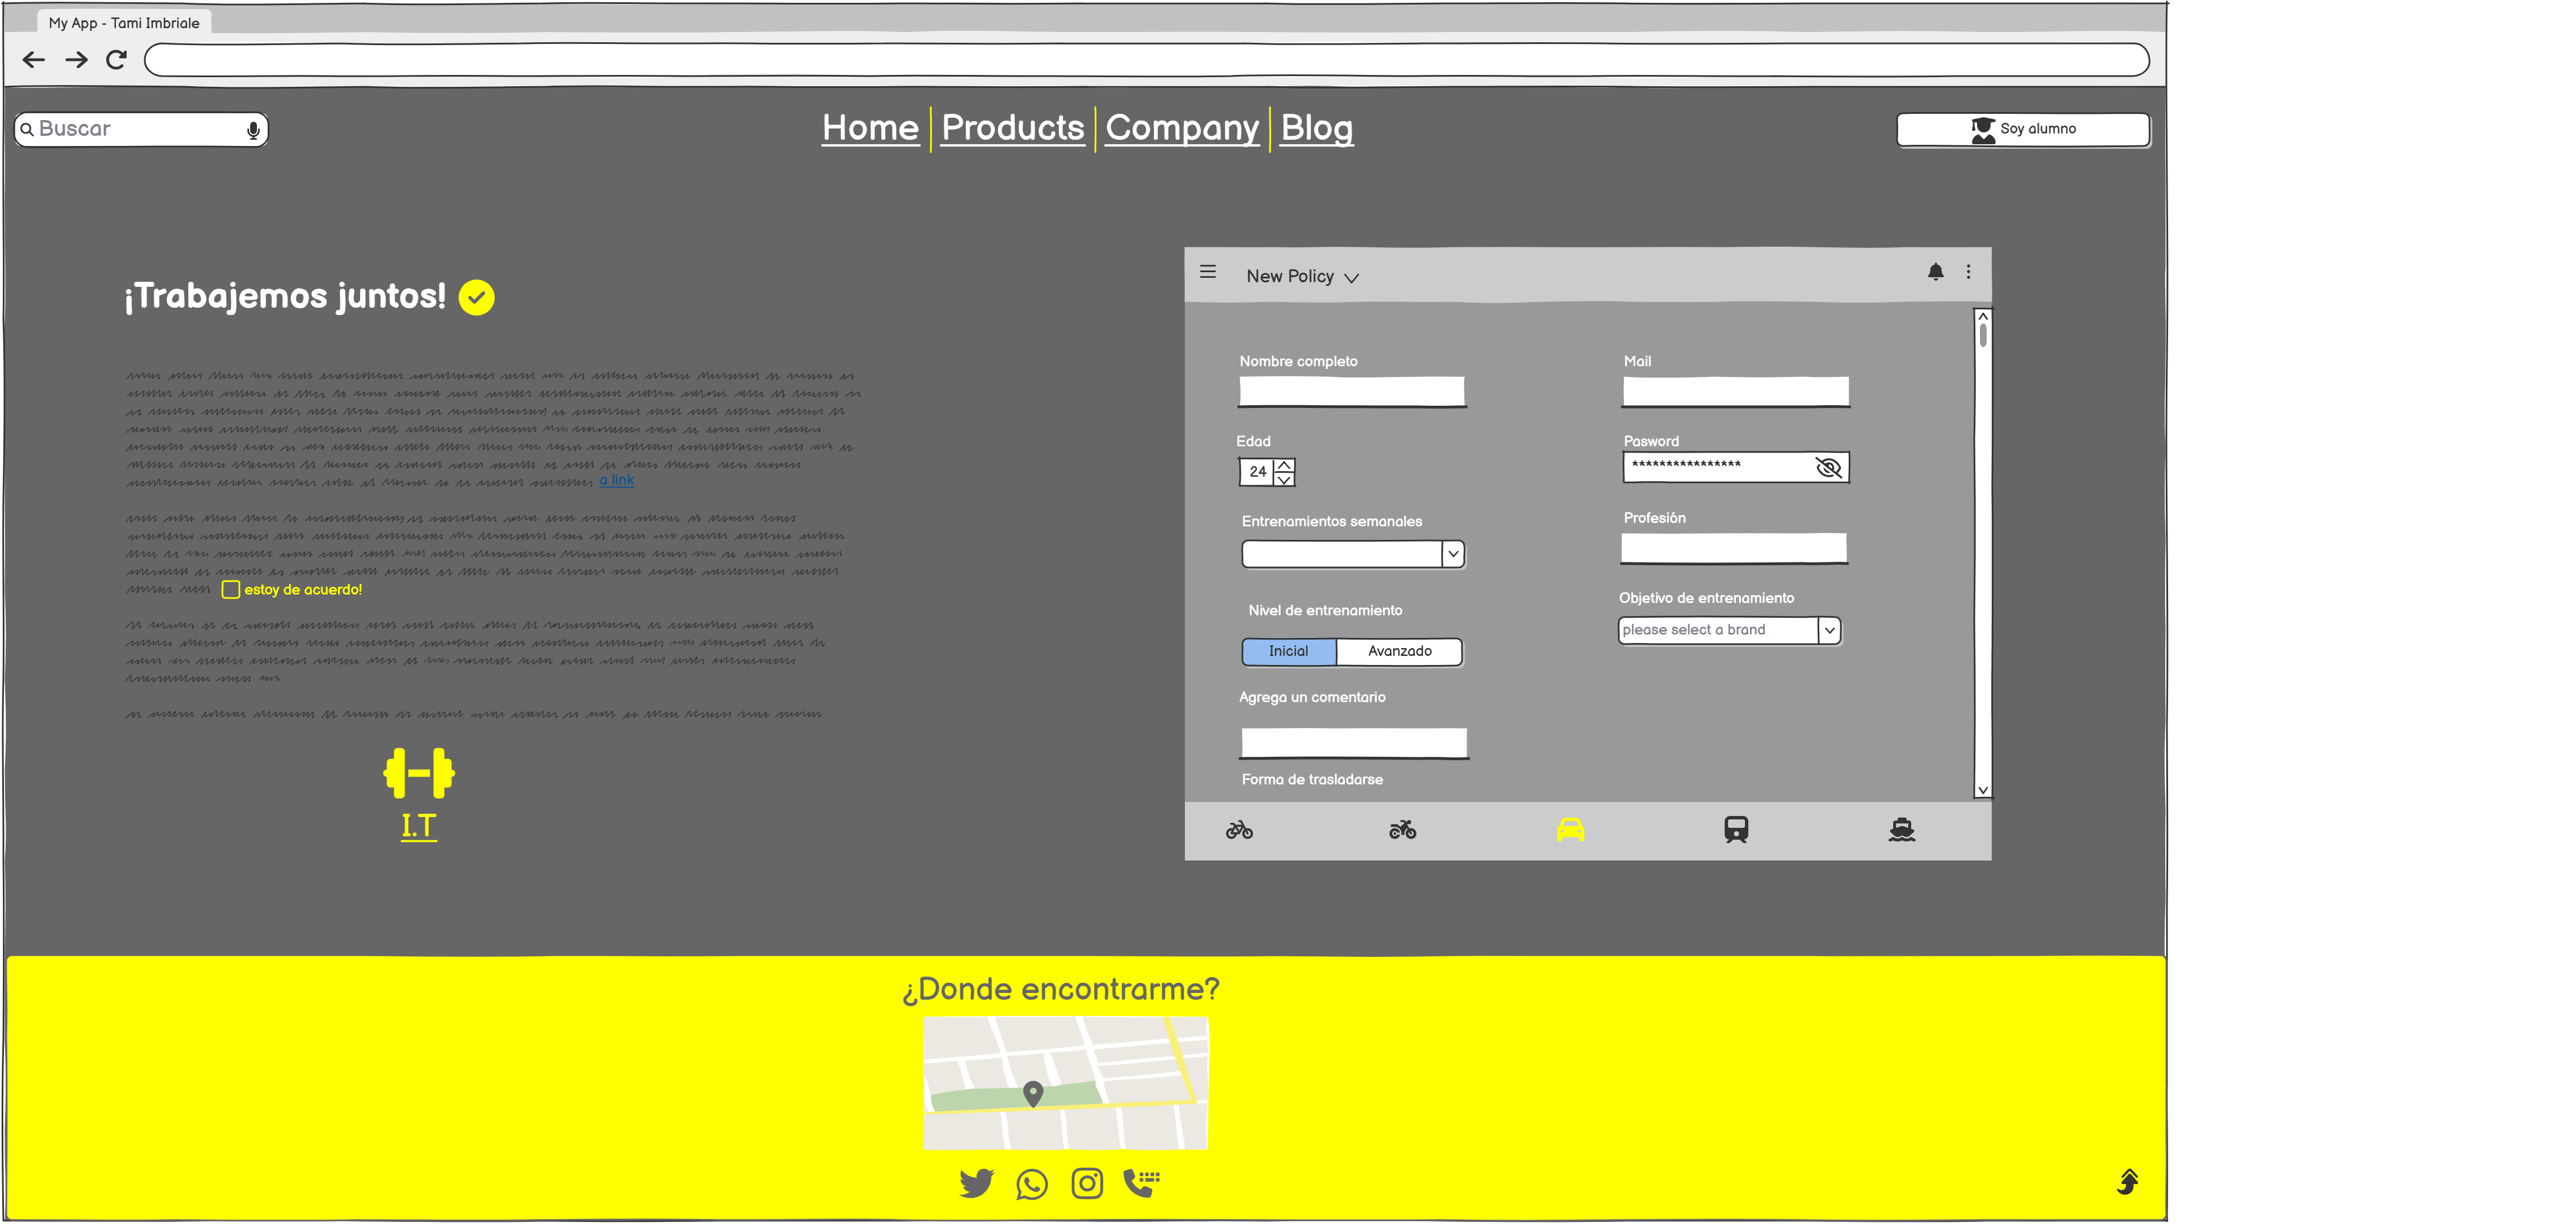 My App - Tami Imbriale
Buscar
Home
Products
Company
Blog
Soy alumno
¡Trabajemos juntos!
a link
estoy de acuerdo!
I.T
New Policy
Nombre completo
Mail
Edad
24
Pasword
****************
Entrenamientos semanales
Profesión
Nivel de entrenamiento
Inicial
Avanzado
Objetivo de entrenamiento
please select a brand
Agrega un comentario
Forma de trasladarse
¿Donde encontrarme?